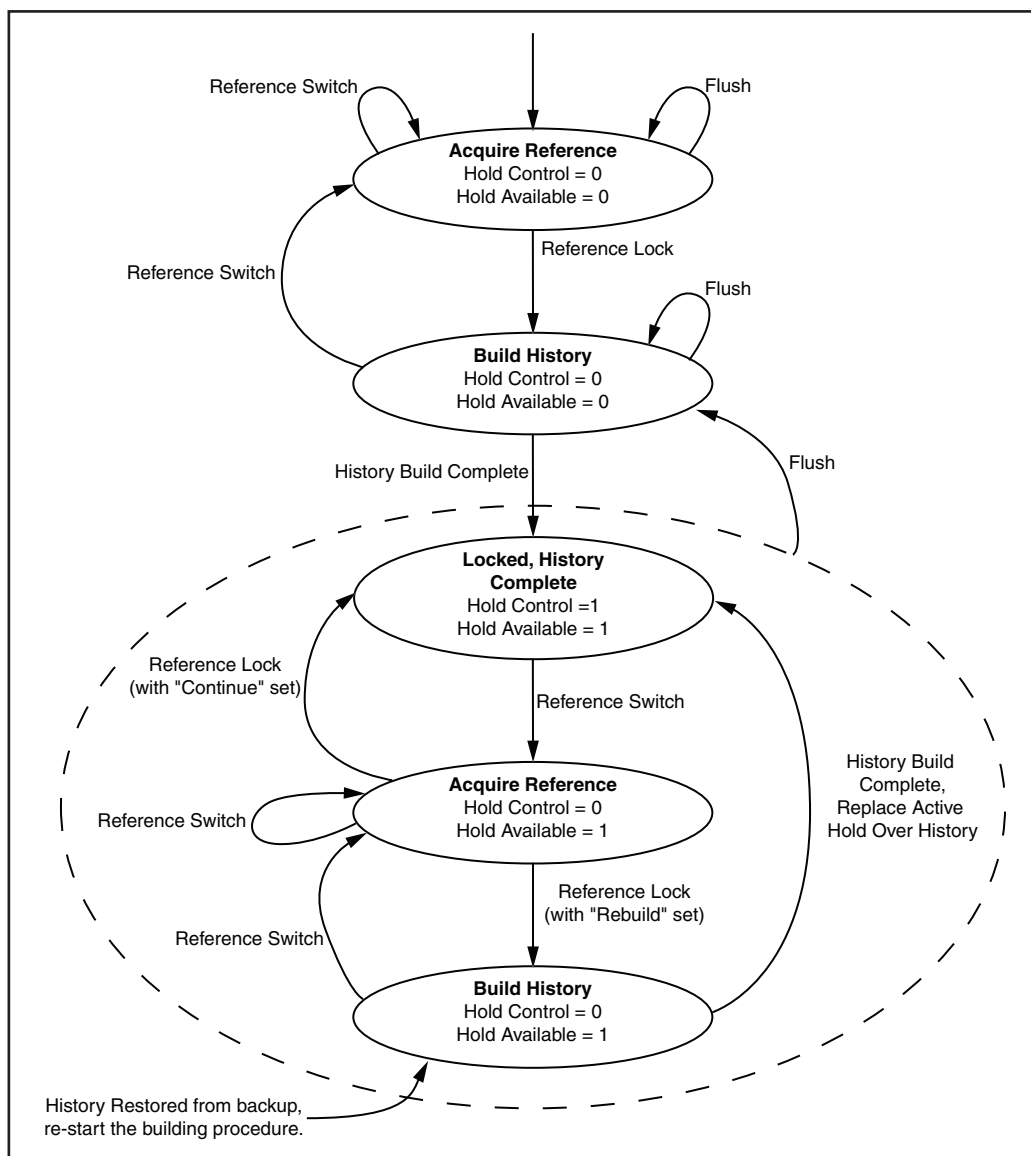 Reference Switch
Flush
Acquire Reference
Hold Control = 0
Hold Available = 0
Reference Lock
Reference Switch
Flush
Build History
Hold Control = 0
Hold Available = 0
History Build Complete
Flush
Locked, History
Complete
Hold Control =1
Hold Available = 1
Reference Lock
(with "Continue" set)
Reference Switch
Acquire Reference
Hold Control = 0
Hold Available = 1
History Build
Complete,
Replace Active
Hold Over History
Reference Switch
Reference Lock
(with "Rebuild" set)
Reference Switch
Build History
Hold Control = 0
Hold Available = 1
History Restored from backup,
re-start the building procedure.